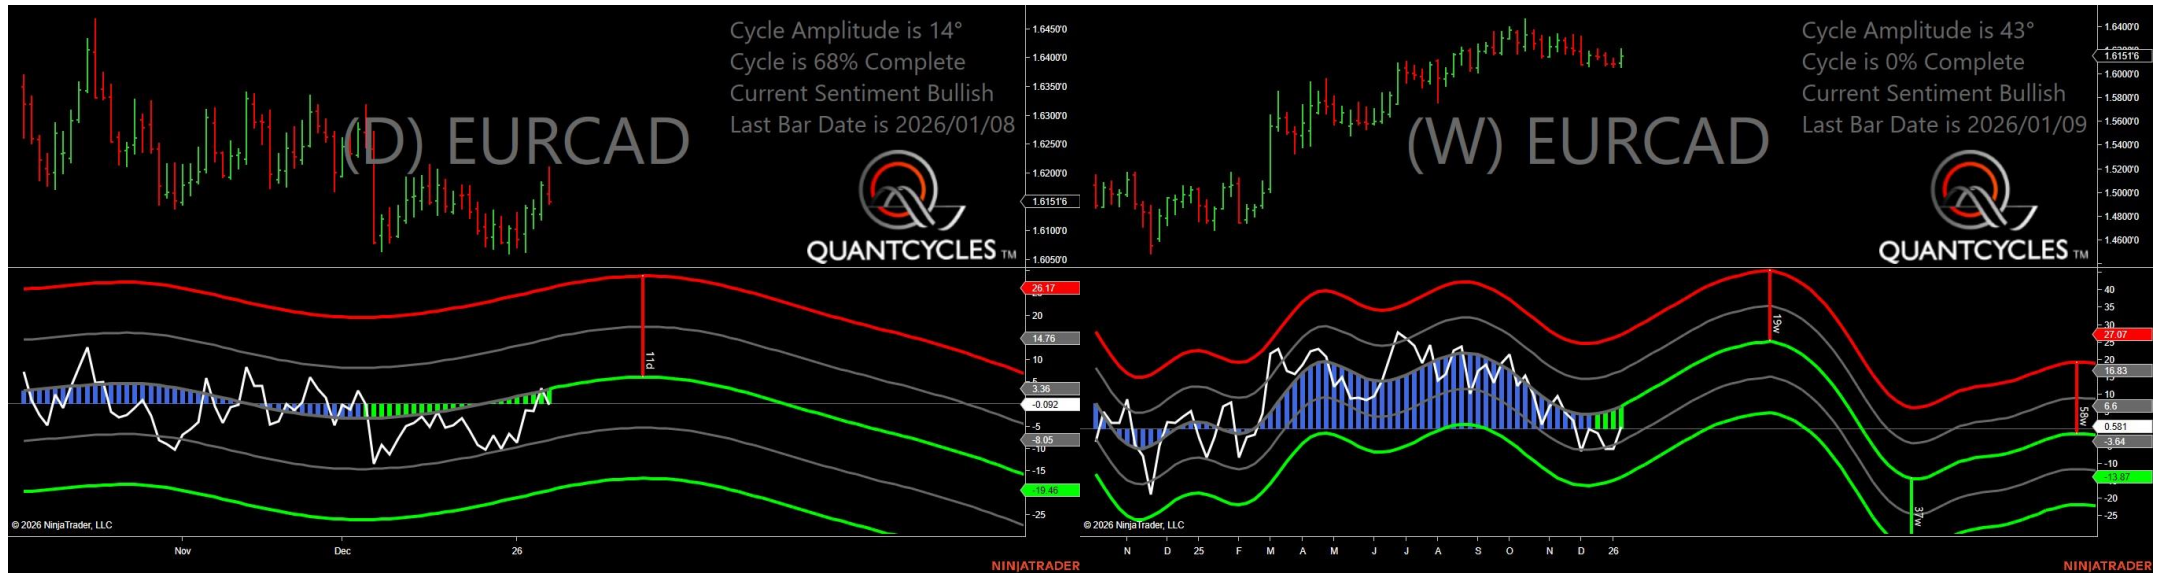 Cycle Amplitude is 14°
Cycle is 68% Complete
Current Sentiment Bullish
Last Bar Date is 2026/01/08
(D) EURCAD
QUANTCYCLES TM
1.6450'0
1.6400'0
1.6350'0
1.6300'0
1.6250'0
1.6200'0
1.6151'6
1.6100'0
1.6050'0
26.17
20
14.76
10
3.36
-0.092
-5
-8.05
-10
-15
-19.46
-25
11d
© 2026 NinjaTrader, LLC
Nov
Dec
26
NINJATRADER
Cycle Amplitude is 43°
Cycle is 0% Complete
Current Sentiment Bullish
Last Bar Date is 2026/01/09
(W) EURCAD
QUANTCYCLES TM
1.6400'0
1.6151'6
1.6000'0
1.5800'0
1.5600'0
1.5400'0
1.5200'0
1.5000'0
1.4800'0
1.4600'0
40
35
30
27.07
25
20
16.83
10
6.6
0.581
-3.64
-10
-13.87
-20
-25
19w
37w
58w
© 2026 NinjaTrader, LLC
N
D
25
F
M
A
M
J
J
A
S
O
N
D
26
NINJATRADER